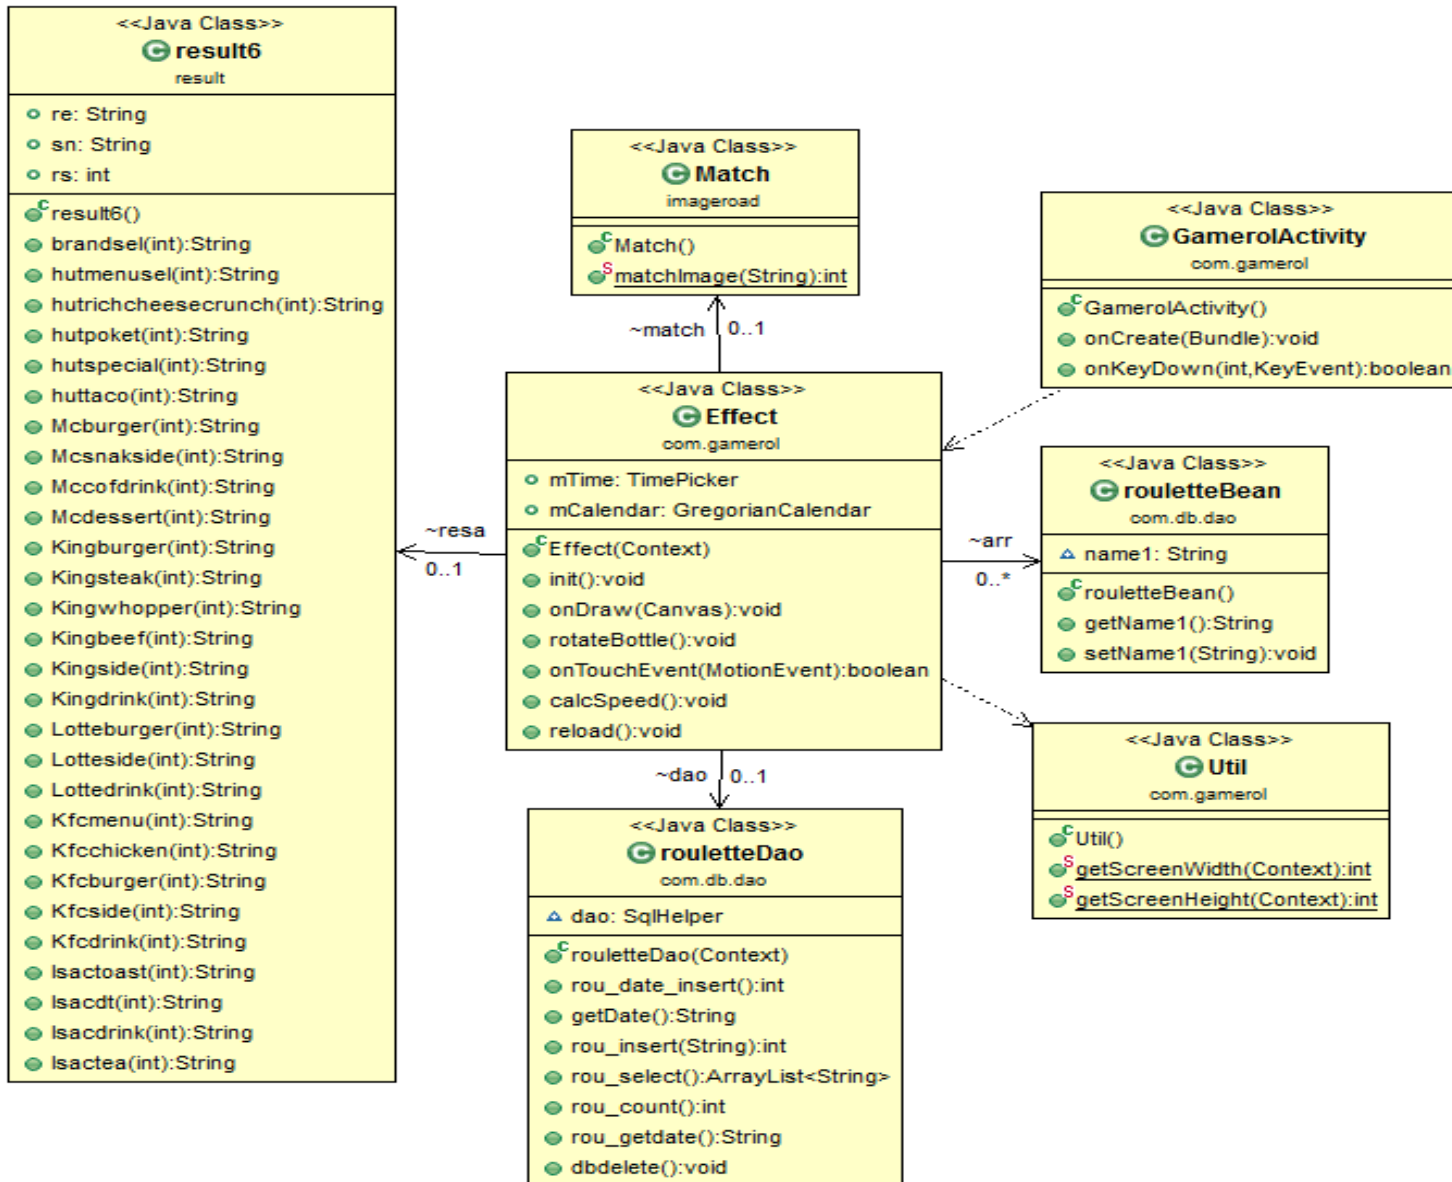 <<Java Class>>
result6
result
re: String
sn: String
rs: int
result6()
brandsel(int):String
hutmenusel(int):String
hutrichcheesecrunch(int):String
hutpoket(int):String
hutspecial(int):String
huttaco(int):String
Mcburger(int):String
Mcsnakside(int):String
Mccofdrink(int):String
Mcdessert(int):String
Kingburger(int):String
Kingsteak(int):String
Kingwhopper(int):String
Kingbeef(int):String
Kingside(int):String
Kingdrink(int):String
Lotteburger(int):String
Lotteside(int):String
Lottedrink(int):String
Kfcmenu(int):String
Kfcchicken(int):String
Kfcburger(int):String
Kfcside(int):String
Kfcdrink(int):String
Isactoast(int):String
Isacdt(int):String
Isacdrink(int):String
Isactea(int):String
<<Java Class>>
Match
imageroad
Match()
matchImage(String):int
~match 0..1
<<Java Class>>
Effect
com.gamerol
mTime: TimePicker
mCalendar: GregorianCalendar
Effect(Context)
init():void
onDraw(Canvas):void
rotateBottle():void
onTouchEvent(MotionEvent):boolean
calcSpeed():void
reload():void
~resa
0..1
~dao 0..1
<<Java Class>>
rouletteDao
com.db.dao
dao: SqlHelper
rouletteDao(Context)
rou_date_insert():int
getDate():String
rou_insert(String):int
rou_select():ArrayList<String>
rou_count():int
rou_getdate():String
dbdelete():void
<<Java Class>>
GamerolActivity
com.gamerol
GamerolActivity()
onCreate(Bundle):void
onKeyDown(int,KeyEvent):boolean
~arr
0..*
<<Java Class>>
rouletteBean
com.db.dao
name1: String
rouletteBean()
getName1():String
setName1(String):void
<<Java Class>>
Util
com.gamerol
Util()
getScreenWidth(Context):int
getScreenHeight(Context):int